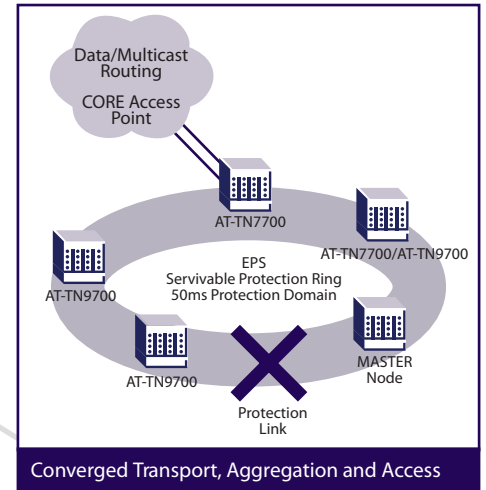 Data/Multicast
Routing
CORE Access
Point
AT-TN7700
AT-TN7700/AT-TN9700
EPS
Servivable Protection Ring
50ms Protection Domain
AT-TN9700
MASTER
Node
AT-TN9700
Protection
Link
Converged Transport, Aggregation and Access